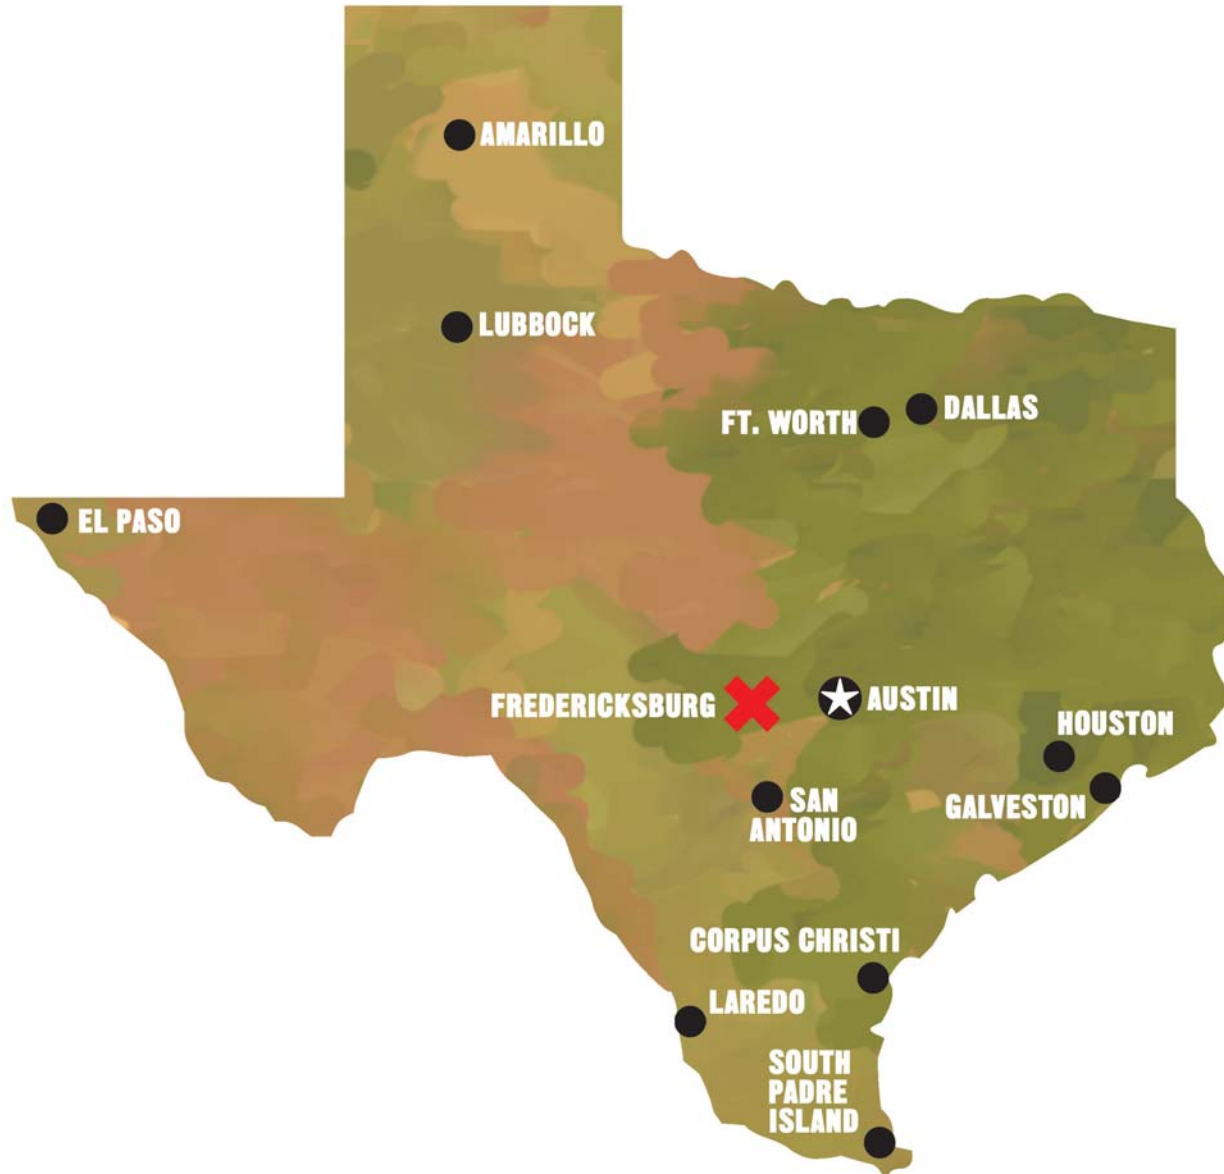 AMARILLO
LUBBOCK
FT. WORTH
DALLAS
EL PASO
FREDERICKSBURG
AUSTIN
HOUSTON
GALVESTON
SAN
ANTONIO
CORPUS CHRISTI
LAREDO
SOUTH
PADRE
ISLAND